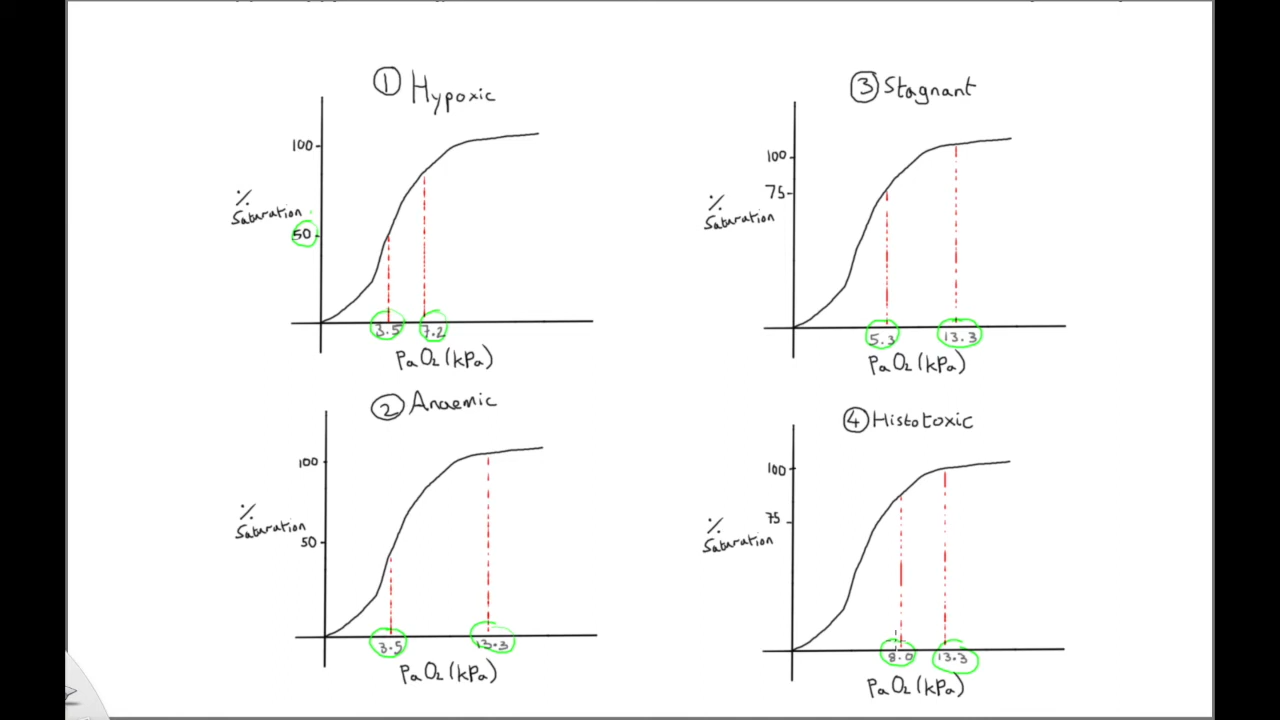 ① Hypoxic
100
%
Saturation
50
3.5 7.2
PaO₂ (kPa)
② Anaemic
100
%
Saturation
50
3.5 13.3
PaO₂ (kPa)
③ Stagnant
100
75
%
Saturation
5.3 13.3
PaO₂ (kPa)
④ Histotoxic
100
75
%
Saturation
8.0 13.3
PaO₂ (kPa)